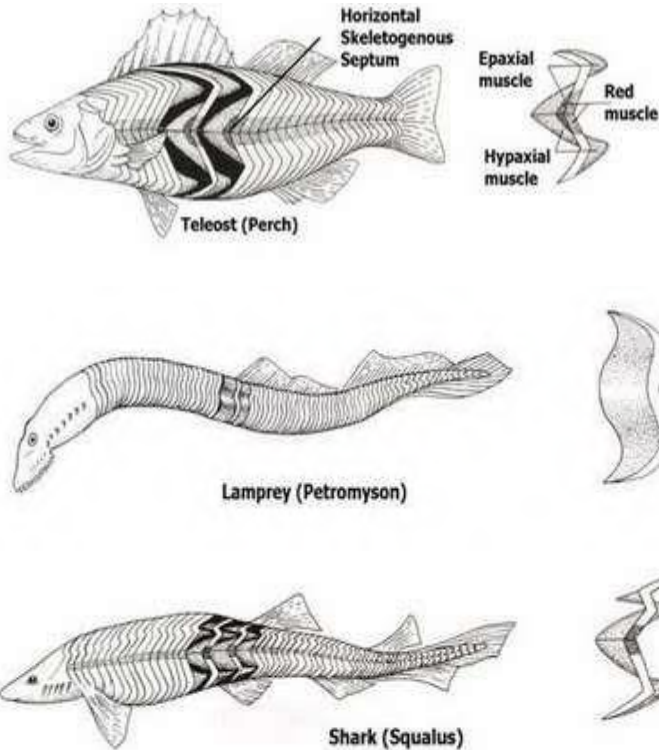 Horizontal
Skeletogenous
Septum
Epaxial
muscle
Red
muscle
Hypaxial
muscle
Teleost (Perch)
Lamprey (Petromyson)
Shark (Squalus)